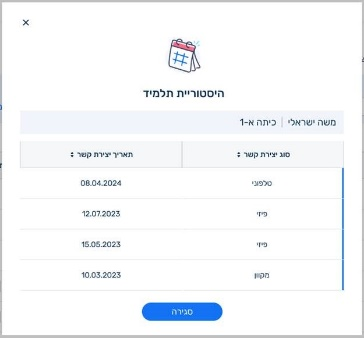 היסטוריית תלמיד
משה ישראלי | כיתה א-1
סוג יצירת קשר תאריך יצירת קשר
טלפוני 08.04.2024
פיזי 12.07.2023
פיזי 15.05.2023
מקוון 10.03.2023
סגירה